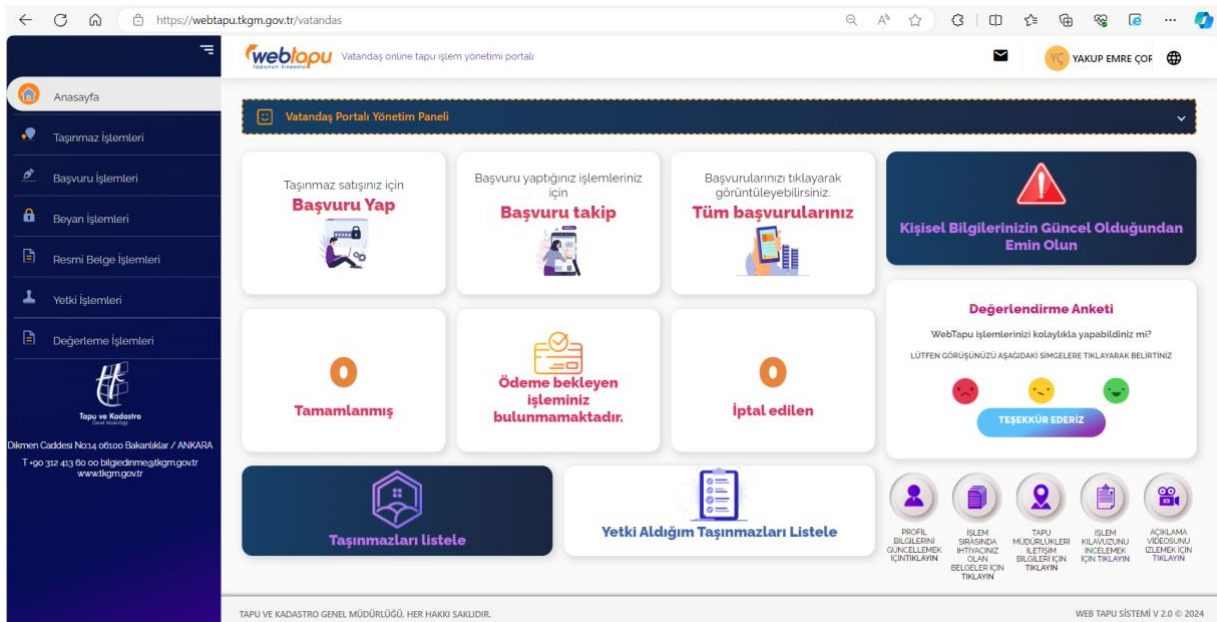 https://webtapu.tkgm.gov.tr/vatandas
webtapu
Vatandaş online tapu işlem yönetimi portalı
YÇ
YAKUP EMRE ÇOF
Anasayfa
Taşınmaz İşlemleri
Başvuru İşlemleri
Beyan İşlemleri
Resmi Belge İşlemleri
Yetki İşlemleri
Değerleme İşlemleri
Tapu ve Kadastro
Genel Müdürlüğü
Dikmen Caddesi No:14 06100 Bakanlıklar / ANKARA
T +90 312 413 60 00 bilgiedinme@tkgm.gov.tr
www.tkgm.gov.tr
Vatandaş Portalı Yönetim Paneli
Taşınmaz satışınız için
Başvuru Yap
Başvuru yaptığınız işlemleriniz
için
Başvuru takip
Başvurularınızı tıklayarak
görüntüleyebilirsiniz.
Tüm başvurularınız
Kişisel Bilgilerinizin Güncel Olduğundan
Emin Olun
0
Tamamlanmış
Ödeme bekleyen
işleminiz
bulunmamaktadır.
0
İptal edilen
Değerlendirme Anketi
WebTapu işlemlerinizi kolaylıkla yapabildiniz mi?
LÜTFEN GÖRÜŞÜNÜZÜ AŞAĞIDAKİ SİMGELERE TIKLAYARAK BELİRTİNİZ
TEŞEKKÜR EDERİZ
Taşınmazları listele
Yetki Aldığım Taşınmazları Listele
PROFİL
BİLGİLERİNİ
GÜNCELLEMEK
İÇİNTIKLAYIN
İŞLEM
SIRASINDA
İHTİYACINIZ
OLAN
BELGELER İÇİN
TIKLAYIN
TAPU
MÜDÜRLÜKLERİ
İLETİŞİM
BİLGİLERİ İÇİN
TIKLAYIN
İŞLEM
KILAVUZUNU
İNCELEMEK
İÇİN TIKLAYIN
AÇIKLAMA
VİDEOSUNU
İZLEMEK İÇİN
TIKLAYIN
TAPU VE KADASTRO GENEL MÜDÜRLÜĞÜ. HER HAKKI SAKLIDIR.
WEB TAPU SİSTEMİ V 2.0 © 2024